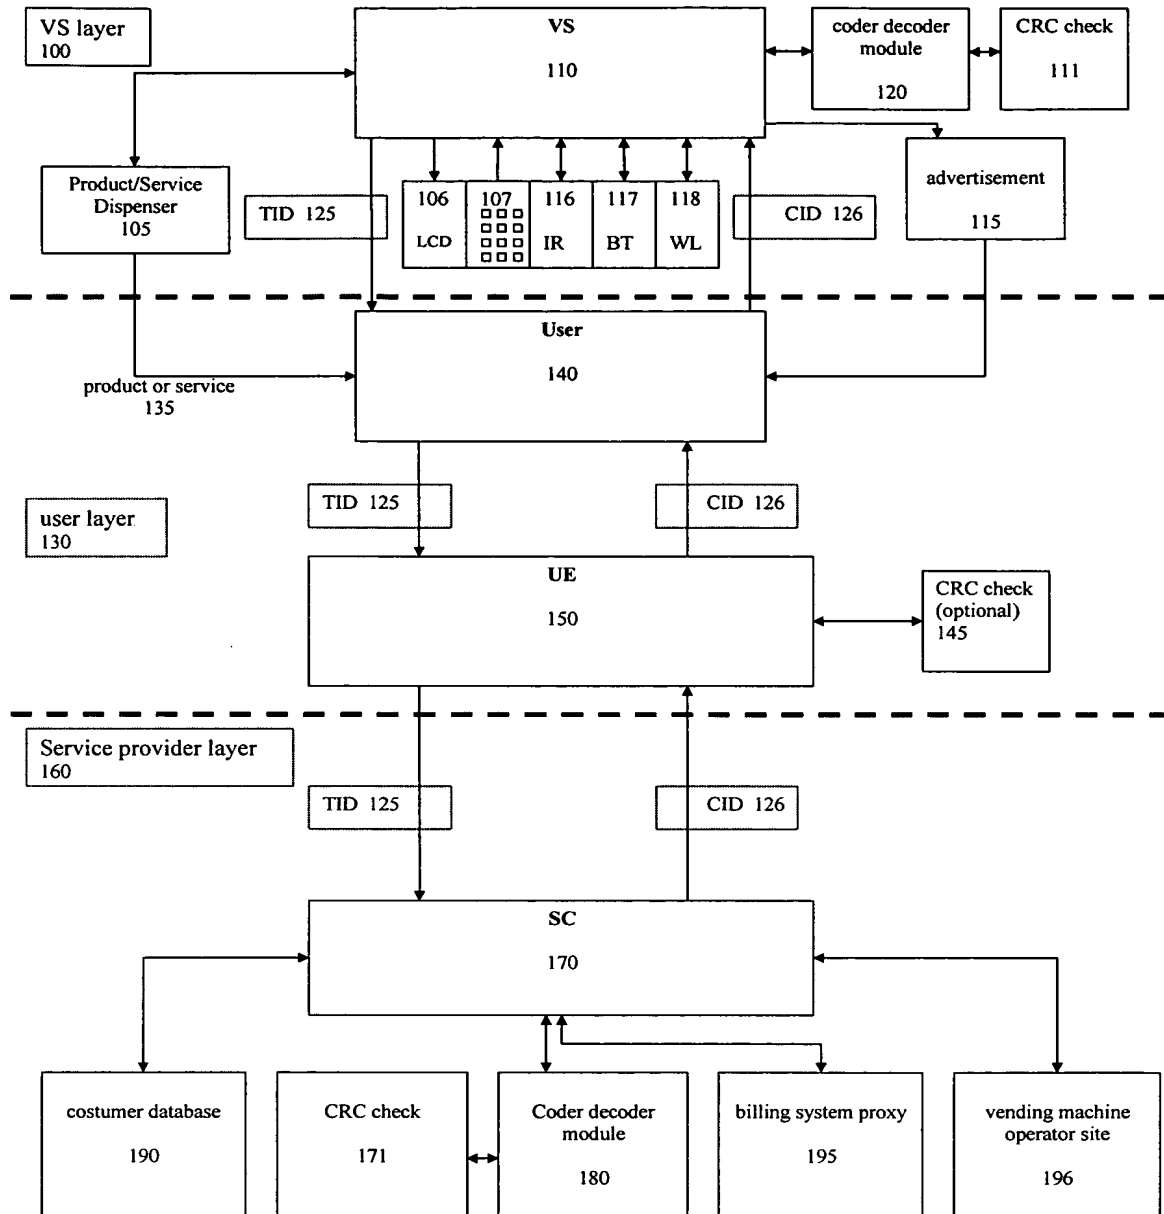 VS layer
100
VS
110
coder decoder
module
120
CRC check
111
Product/Service
Dispenser
105
TID 125
106
LCD
107
116
IR
117
BT
118
WL
CID 126
advertisement
115
User
140
product or service
135
TID 125
CID 126
user layer
130
UE
150
CRC check
(optional)
145
Service provider layer
160
TID 125
CID 126
SC
170
costumer database
190
CRC check
171
Coder decoder
module
180
billing system proxy
195
vending machine
operator site
196